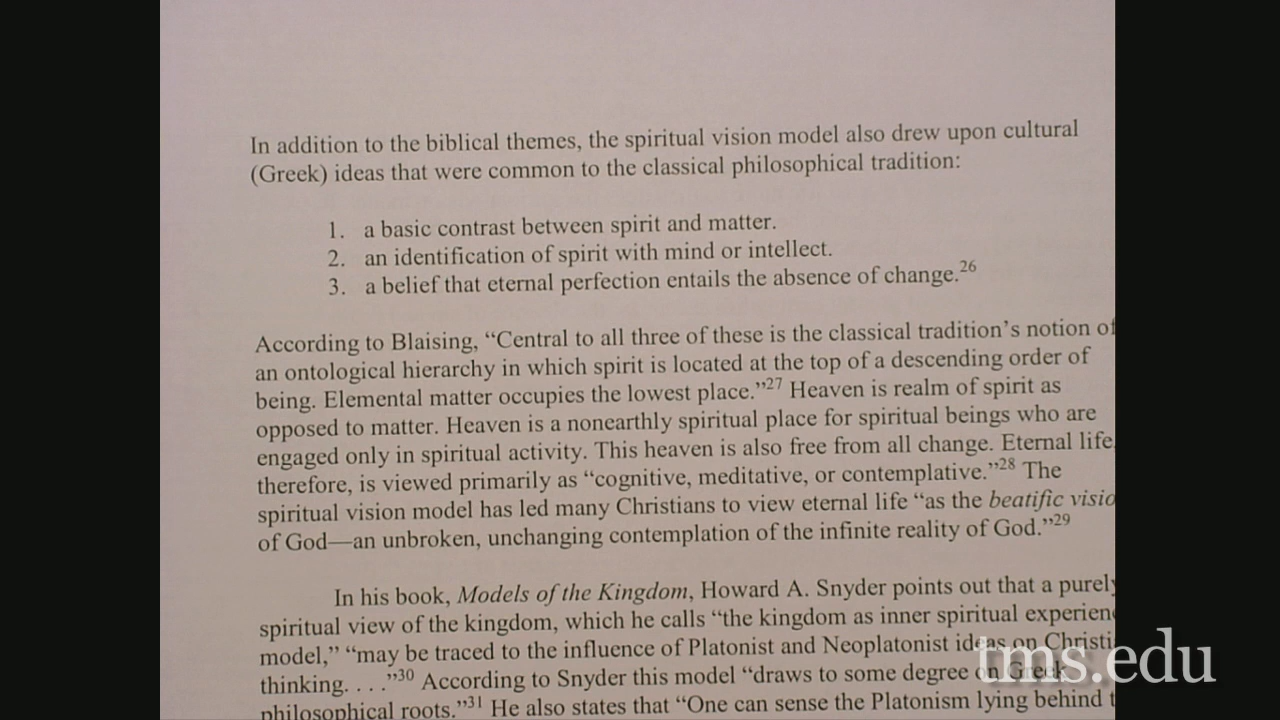 In addition to the biblical themes, the spiritual vision model also drew upon cultural
(Greek) ideas that were common to the classical philosophical tradition:
1. a basic contrast between spirit and matter.
2. an identification of spirit with mind or intellect.
3. a belief that eternal perfection entails the absence of change.26
According to Blaising, “Central to all three of these is the classical tradition’s notion of
an ontological hierarchy in which spirit is located at the top of a descending order of
being. Elemental matter occupies the lowest place.”27 Heaven is realm of spirit as
opposed to matter. Heaven is a nonearthly spiritual place for spiritual beings who are
engaged only in spiritual activity. This heaven is also free from all change. Eternal life,
therefore, is viewed primarily as “cognitive, meditative, or contemplative.”28 The
spiritual vision model has led many Christians to view eternal life “as the beatific visio
of God—an unbroken, unchanging contemplation of the infinite reality of God.”29
In his book, Models of the Kingdom, Howard A. Snyder points out that a purely
spiritual view of the kingdom, which he calls “the kingdom as inner spiritual experien
model,” “may be traced to the influence of Platonist and Neoplatonist ideas on Christi
thinking. . . .”30 According to Snyder this model “draws to some degree on Greek
philosophical roots.”31 He also states that “One can sense the Platonism lying behind t
tms.edu